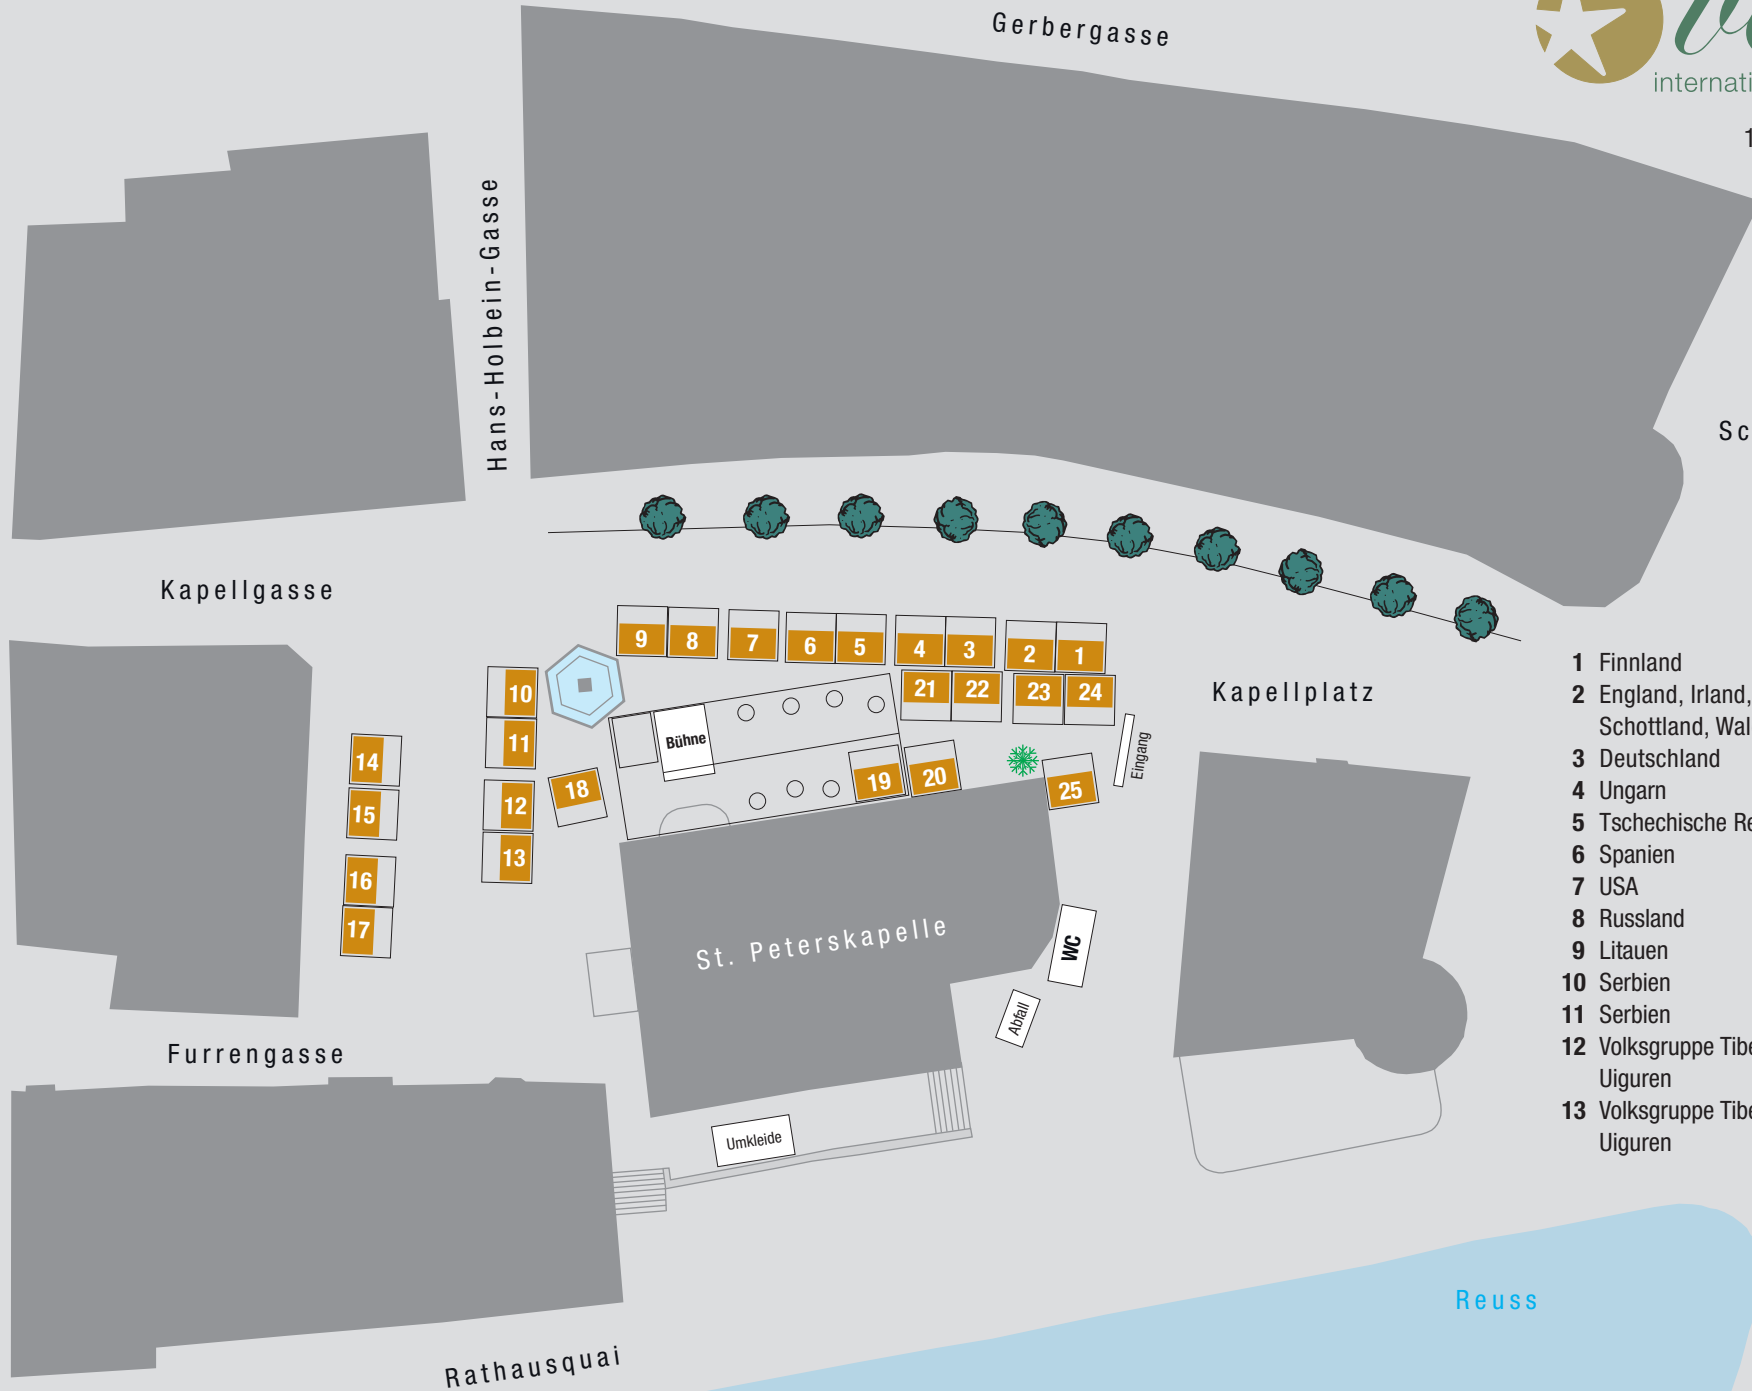 Gerbergasse
internati
1
Hans-Holbein-Gasse
Sc
Kapellgasse
9 8 7 6 5 4 3 2 1
10 21 22 23 24
Kapellplatz
11 Bühne
14 Eingang
18 19 20 25
15 12
13
16
17
St. Peterskapelle
WC
Abfall
Furrengasse
Umkleide
Reuss
Rathausquai
1 Finnland
2 England, Irland,
Schottland, Wal
3 Deutschland
4 Ungarn
5 Tschechische Re
6 Spanien
7 USA
8 Russland
9 Litauen
10 Serbien
11 Serbien
12 Volksgruppe Tibe
Uiguren
13 Volksgruppe Tibe
Uiguren